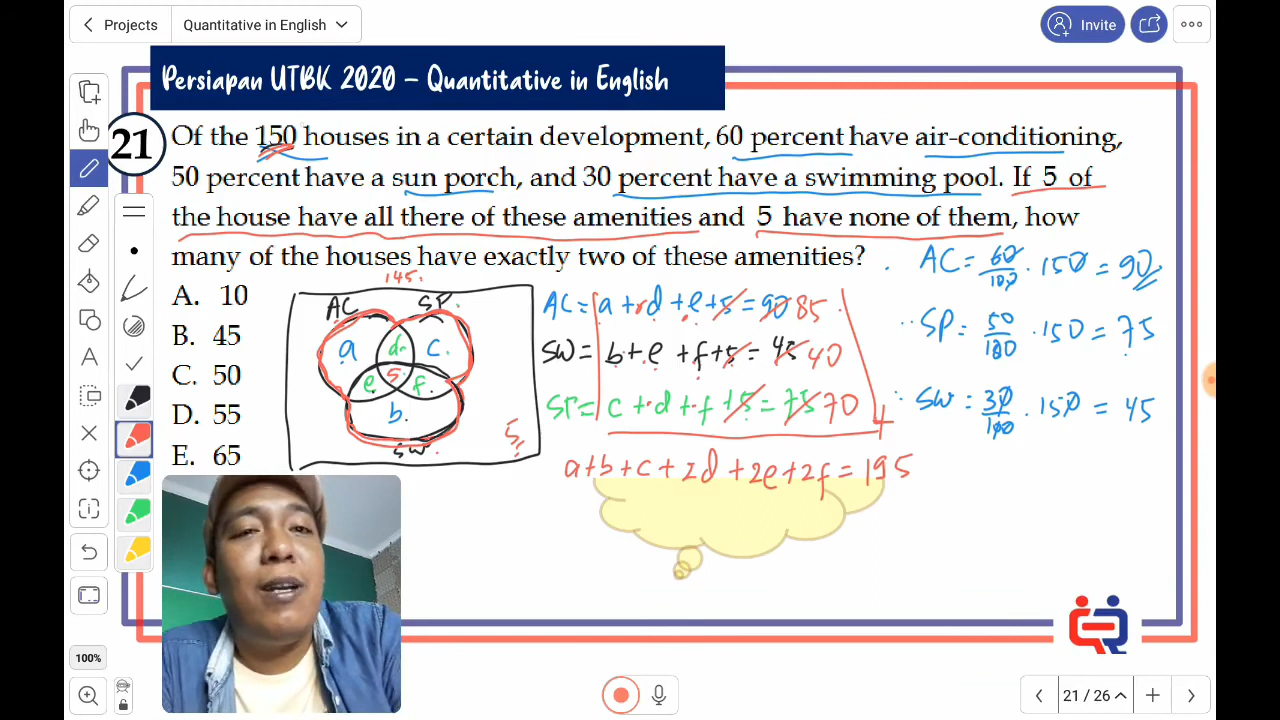 Projects
Quantitative in English
Invite
Persiapan UTBK 2020 – Quantitative in English
21
Of the 150 houses in a certain development, 60 percent have air-conditioning,
50 percent have a sun porch, and 30 percent have a swimming pool. If 5 of
the house have all there of these amenities and 5 have none of them, how
many of the houses have exactly two of these amenities?
A. 10
B. 45
C. 50
D. 55
E. 65
145.
AC
SP
a
d
c
e
5
f
b
SW
5
AC = a + d + e + 5 = 90 85
SW = b + e + f + 5 = 45 40
SP = c + d + f + 5 = 75 70
+
a+b+c+2d+2e+2f = 195
AC = 60/100 . 150 = 90
SP = 50/100 . 150 = 75
SW = 30/100 . 150 = 45
100%
21 / 26